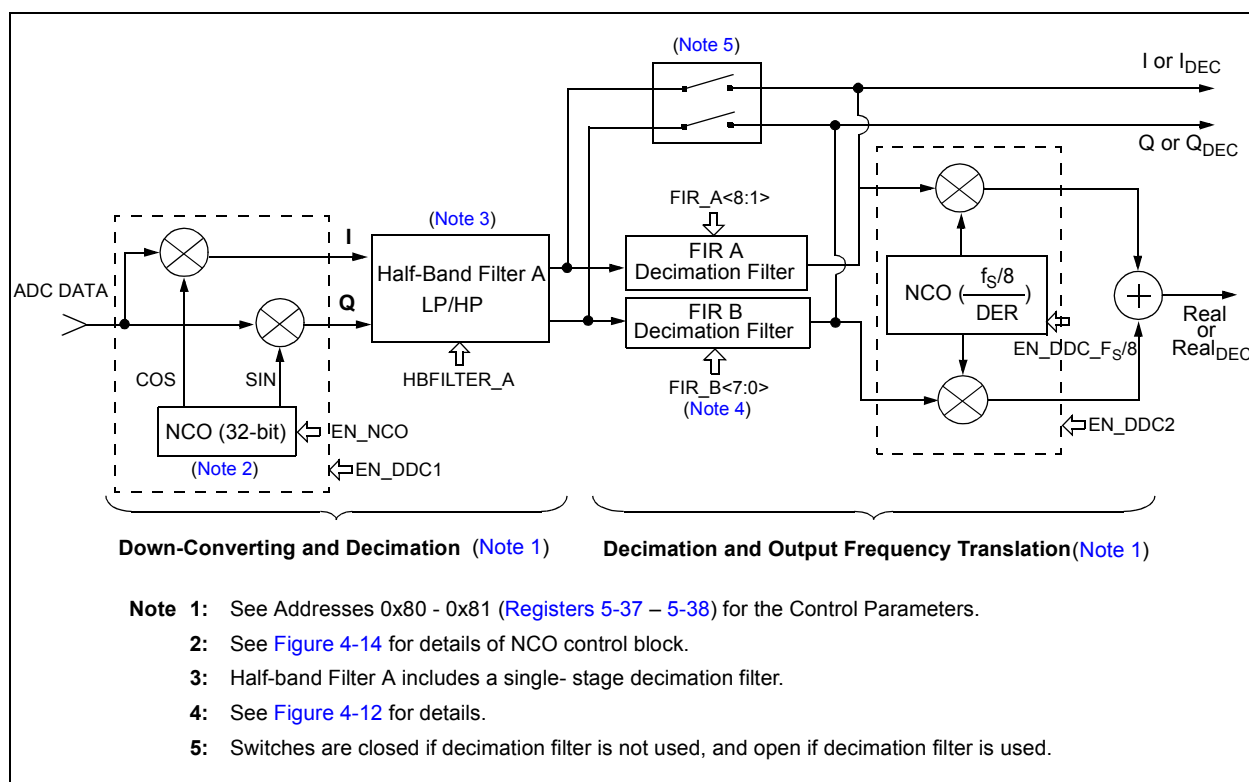 (Note 5)
I or IDEC
Q or QDEC
FIR_A<8:1>
(Note 3)
I
FIR A
Decimation Filter
ADC DATA
Half-Band Filter A
LP/HP
NCO (fS/8/DER)
Q
FIR B
Decimation Filter
Real
or
RealDEC
EN_DDC_FS/8
COS
SIN
HBFILTER_A
FIR_B<7:0>
(Note 4)
NCO (32-bit)
EN_NCO
EN_DDC2
(Note 2)
EN_DDC1
Down-Converting and Decimation (Note 1)
Decimation and Output Frequency Translation(Note 1)
Note 1: See Addresses 0x80 - 0x81 (Registers 5-37 – 5-38) for the Control Parameters.
2: See Figure 4-14 for details of NCO control block.
3: Half-band Filter A includes a single- stage decimation filter.
4: See Figure 4-12 for details.
5: Switches are closed if decimation filter is not used, and open if decimation filter is used.